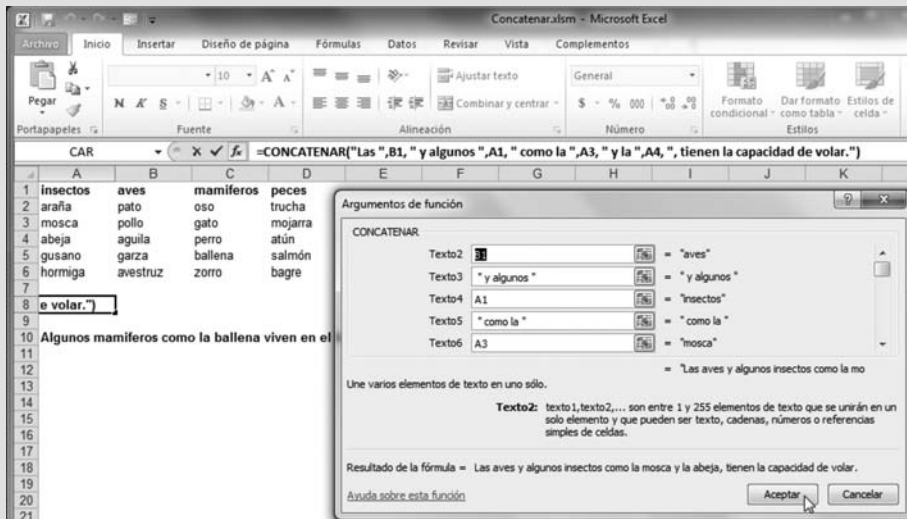 Concatenar.xlsm - Microsoft Excel
Archivo Inicio Insertar Diseño de página Fórmulas Datos Revisar Vista Complementos
Pegar
10
N K S
Ajustar texto
Combinar y centrar
General
$ % 000
Formato condicional
Dar formato como tabla
Estilos de celda
Portapapeles Fuente Alineación Número Estilos
CAR fx =CONCATENAR("Las ",B1, " y algunos ",A1, " como la ",A3, " y la ",A4, ", tienen la capacidad de volar.")
A B C D E F G H I J K
1 insectos aves mamiferos peces
2 araña pato oso trucha
3 mosca pollo gato mojarra
4 abeja aguila perro atún
5 gusano garza ballena salmón
6 hormiga avestruz zorro bagre
7
8 e volar.")
9
10 Algunos mamiferos como la ballena viven en el
11
12
13
14
15
16
17
18
19
20
21
Argumentos de función
CONCATENAR
Texto2 B1 = "aves"
Texto3 " y algunos " = " y algunos "
Texto4 A1 = "insectos"
Texto5 " como la " = " como la "
Texto6 A3 = "mosca"
= "Las aves y algunos insectos como la mo
Une varios elementos de texto en uno sólo.
Texto2: texto1,texto2,... son entre 1 y 255 elementos de texto que se unirán en un
solo elemento y que pueden ser texto, cadenas, números o referencias
simples de celdas.
Resultado de la fórmula = Las aves y algunos insectos como la mosca y la abeja, tienen la capacidad de volar.
Ayuda sobre esta función
Aceptar Cancelar